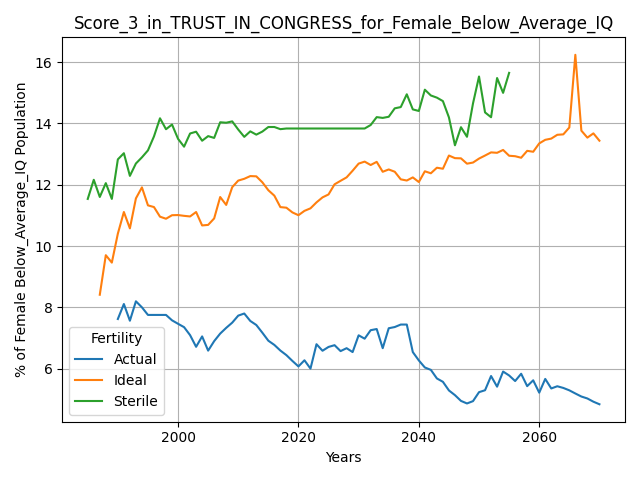 Score_3_in_TRUST_IN_CONGRESS_for_Female_Below_Average_IQ
% of Female Below_Average_IQ Population
16
14
12
10
8
6
Fertility
Actual
Ideal
Sterile
2000 2020 2040 2060
Years